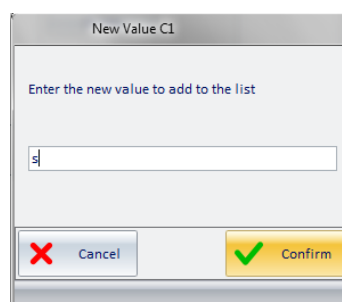 New Value C1
Enter the new value to add to the list
s
Cancel
Confirm